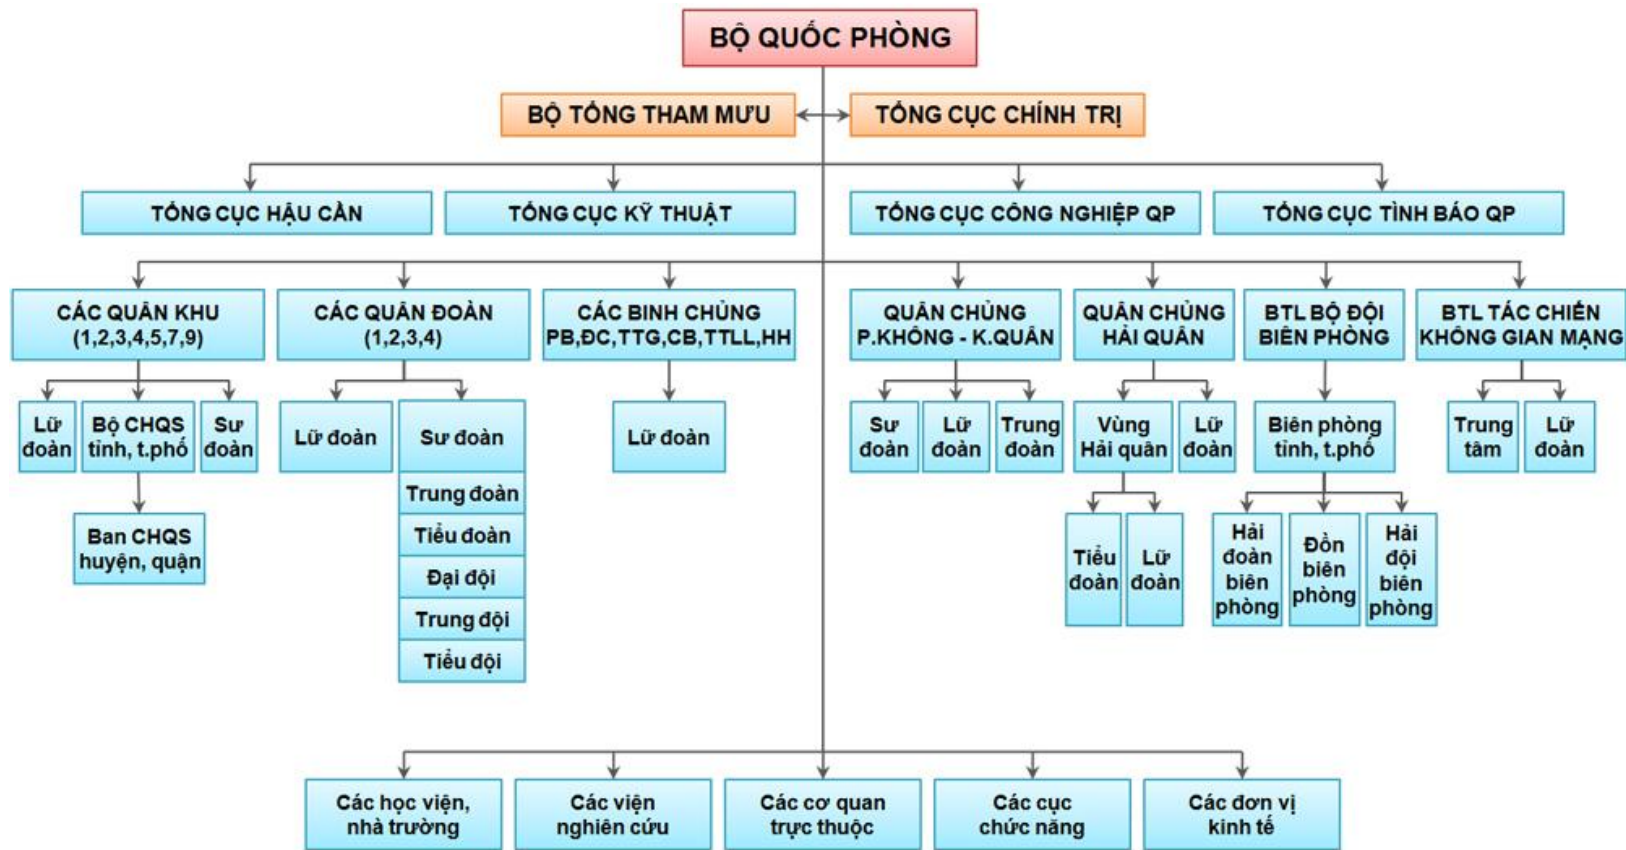 BỘ QUỐC PHÒNG
BỘ TỔNG THAM MƯU
TỔNG CỤC CHÍNH TRỊ
TỔNG CỤC HẬU CẦN
TỔNG CỤC KỸ THUẬT
TỔNG CỤC CÔNG NGHIỆP QP
TỔNG CỤC TÌNH BÁO QP
CÁC QUÂN KHU
(1,2,3,4,5,7,9)
CÁC QUÂN ĐOÀN
(1,2,3,4)
CÁC BINH CHỦNG
PB,ĐC,TTG,CB,TTLL,HH
QUÂN CHỦNG
P.KHÔNG - K.QUÂN
QUÂN CHỦNG
HẢI QUÂN
BTL BỘ ĐỘI
BIÊN PHÒNG
BTL TÁC CHIẾN
KHÔNG GIAN MẠNG
Lữ
đoàn
Bộ CHQS
tỉnh, t.phố
Sư
đoàn
Lữ đoàn
Sư đoàn
Lữ đoàn
Sư
đoàn
Lữ
đoàn
Trung
đoàn
Vùng
Hải quân
Lữ
đoàn
Biên phòng
tỉnh, t.phố
Trung
tâm
Lữ
đoàn
Trung đoàn
Tiểu đoàn
Đại đội
Trung đội
Tiểu đội
Ban CHQS
huyện, quận
Tiểu
đoàn
Lữ
đoàn
Hải
đoàn
biên
phòng
Đồn
biên
phòng
Hải
đội
biên
phòng
Các học viện,
nhà trường
Các viện
nghiên cứu
Các cơ quan
trực thuộc
Các cục
chức năng
Các đơn vị
kinh tế